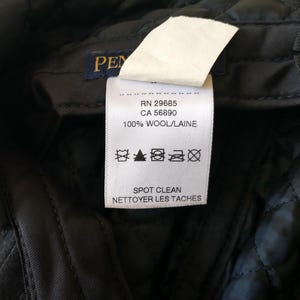 PEN
RN 29685
CA 56890
100% WOOL/LAINE
SPOT CLEAN
NETTOYER LES TACHES